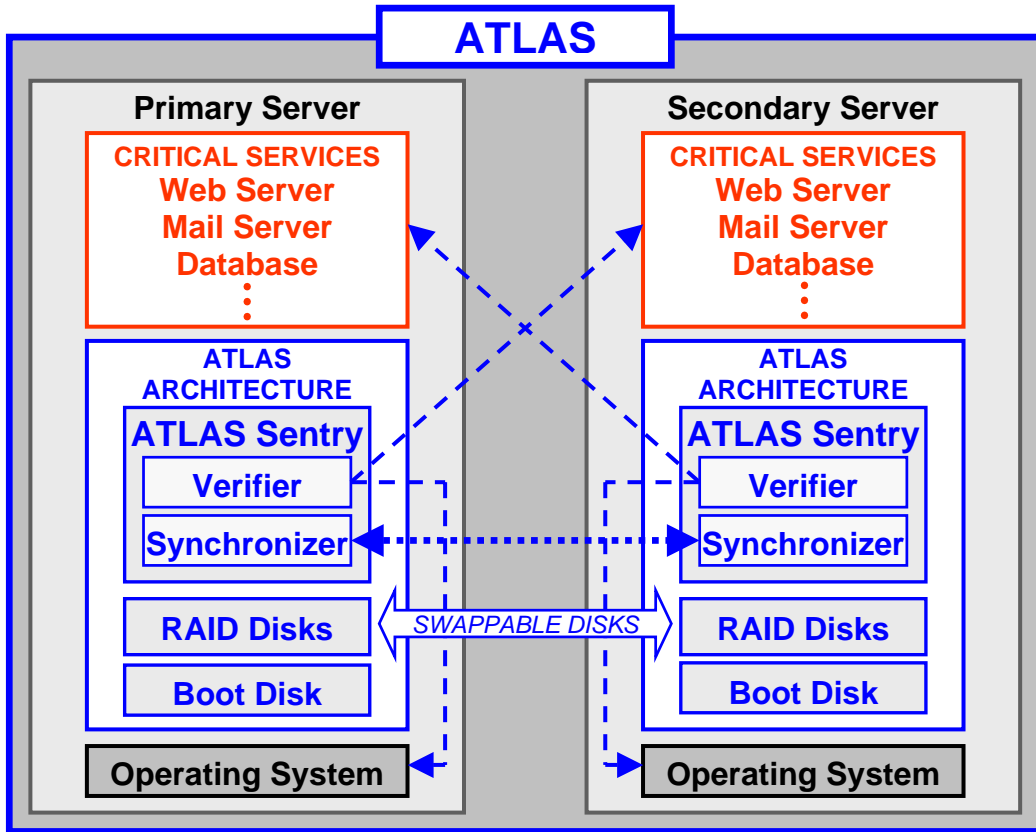 ATLAS
Primary Server
CRITICAL SERVICES
Web Server
Mail Server
Database
ATLAS
ARCHITECTURE
ATLAS Sentry
Verifier
Synchronizer
RAID Disks
Boot Disk
Operating System
SWAPPABLE DISKS
Secondary Server
CRITICAL SERVICES
Web Server
Mail Server
Database
ATLAS
ARCHITECTURE
ATLAS Sentry
Verifier
Synchronizer
RAID Disks
Boot Disk
Operating System